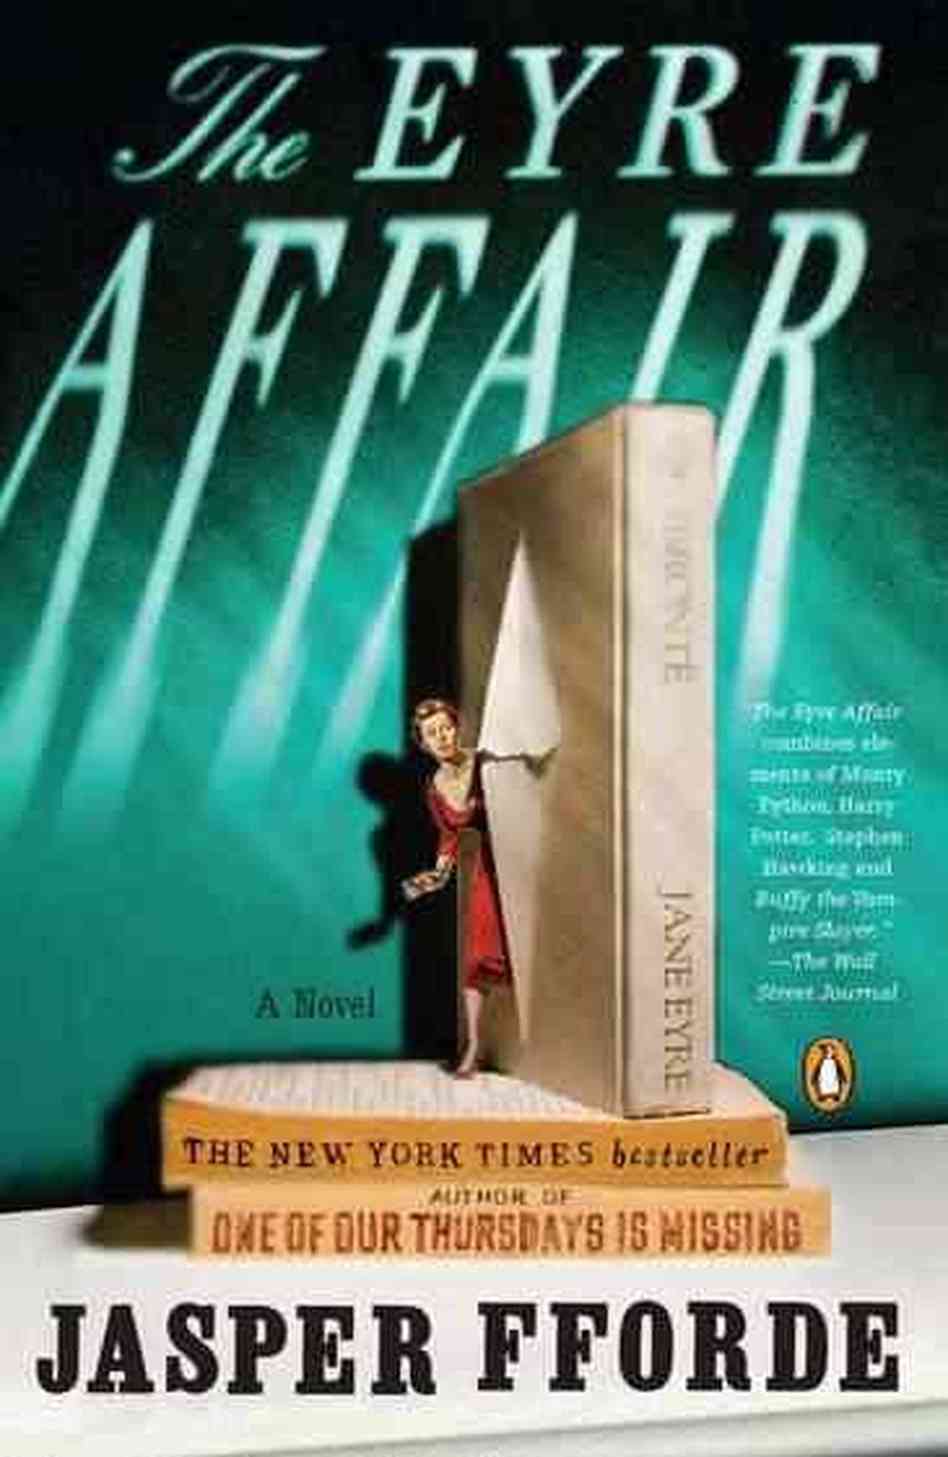 The EYRE
AFFAIR
BRONTË
JANE EYRE
"The Eyre Affair
combines ele-
ments of Monty
Python, Harry
Potter, Stephen
Hawking and
Buffy the Vam-
pire Slayer."
—The Wall
Street Journal
A Novel
THE NEW YORK TIMES bestseller
AUTHOR OF
ONE OF OUR THURSDAYS IS MISSING
JASPER FFORDE